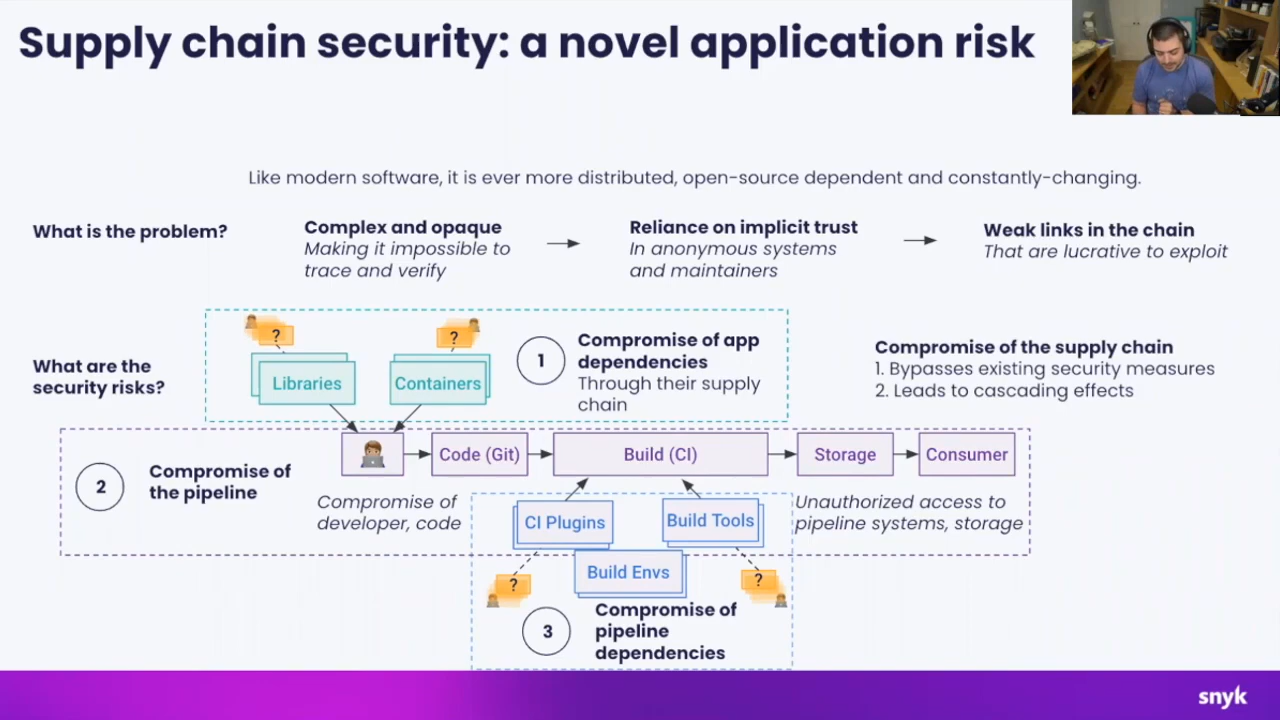 Supply chain security: a novel application risk
Like modern software, it is ever more distributed, open-source dependent and constantly-changing.
What is the problem?
Complex and opaque
Making it impossible to
trace and verify
Reliance on implicit trust
In anonymous systems
and maintainers
Weak links in the chain
That are lucrative to exploit
What are the
security risks?
?
?
Libraries
Containers
1
Compromise of app
dependencies
Through their supply
chain
Compromise of the supply chain
1. Bypasses existing security measures
2. Leads to cascading effects
2
Compromise of
the pipeline
Code (Git)
Build (CI)
Storage
Consumer
Compromise of
developer, code
CI Plugins
Build Tools
Unauthorized access to
pipeline systems, storage
Build Envs
?
?
3
Compromise of
pipeline
dependencies
snyk